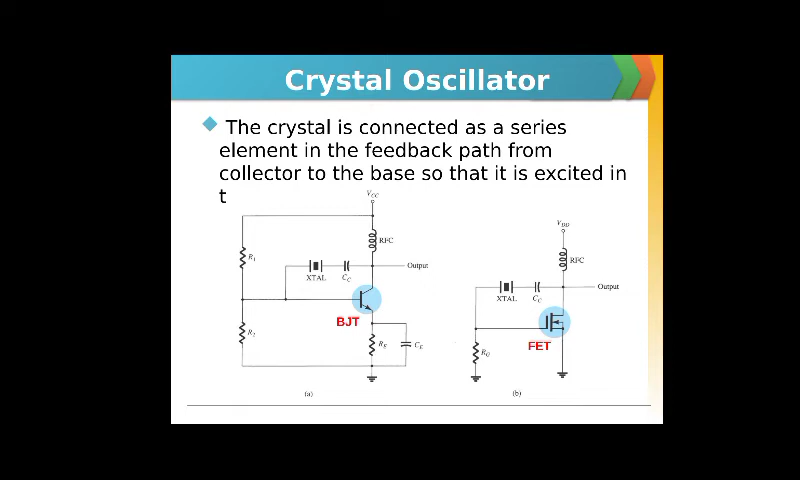 Crystal Oscillator
The crystal is connected as a series
element in the feedback path from
collector to the base so that it is excited in
t
VCC
RFC
R1
XTAL
CC
Output
BJT
R2
RE
CE
(a)
VDD
RFC
XTAL
CC
Output
FET
RG
(b)